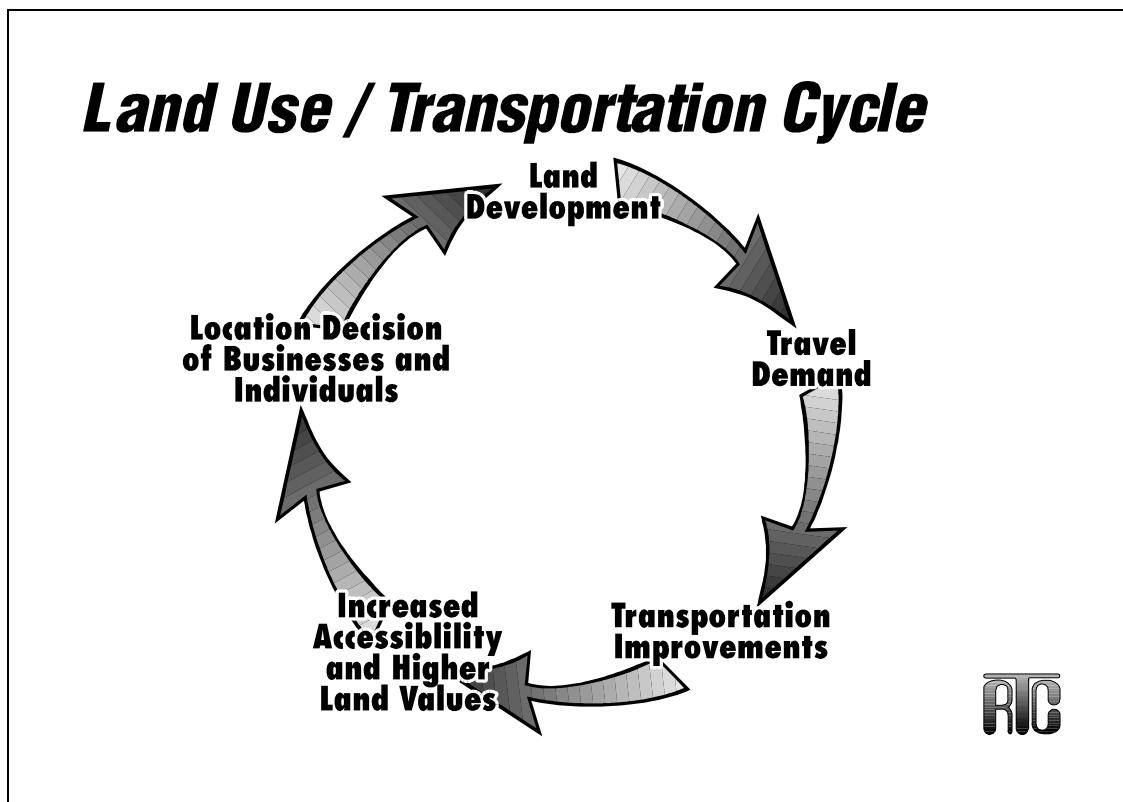 Land Use / Transportation Cycle
Land
Development
Travel
Demand
Transportation
Improvements
Increased
Accessiblility
and Higher
Land Values
Location-Decision
of Businesses and
Individuals
RTC